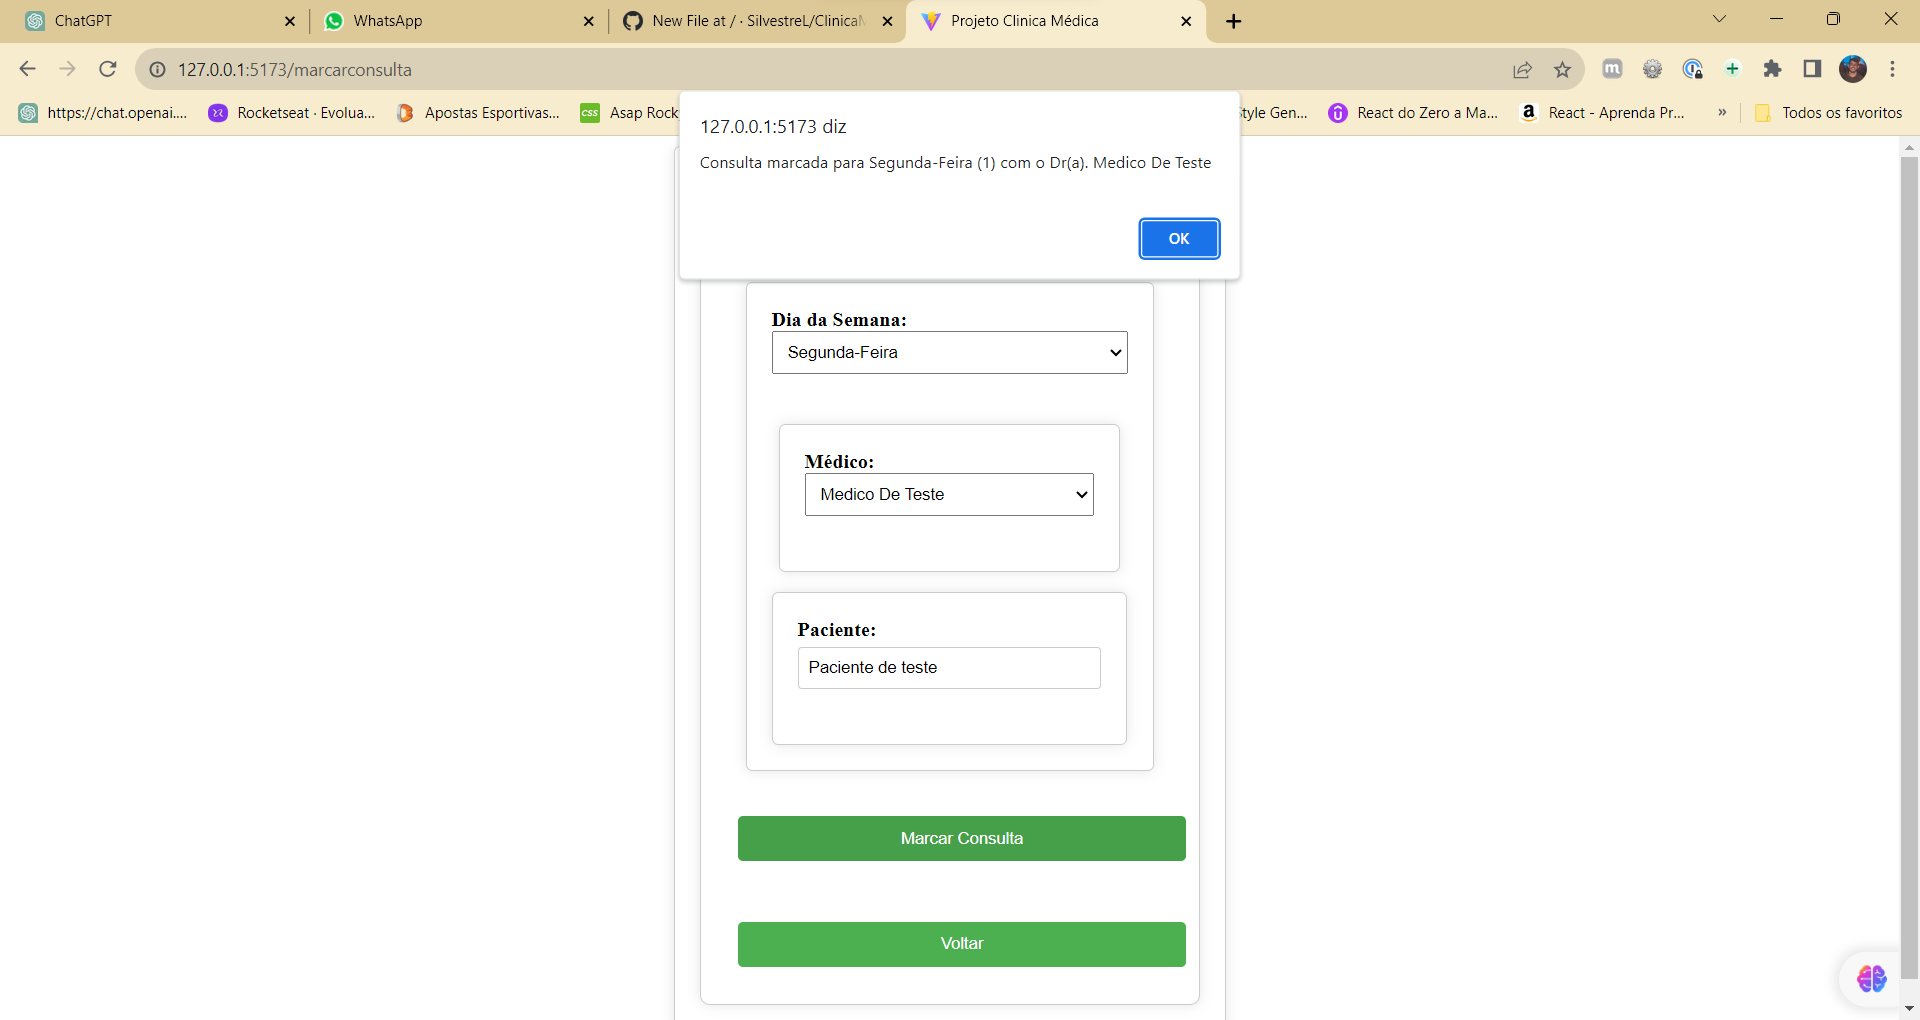 ChatGPT
WhatsApp
New File at / · SilvestreL/Clinica
Projeto Clinica Médica
127.0.0.1:5173/marcarconsulta
https://chat.openai....
Rocketseat · Evolua...
Apostas Esportivas...
css
Asap Rock
Style Gen...
React do Zero a Ma...
React - Aprenda Pr...
»
Todos os favoritos
127.0.0.1:5173 diz
Consulta marcada para Segunda-Feira (1) com o Dr(a). Medico De Teste
OK
Dia da Semana:
Segunda-Feira
Médico:
Medico De Teste
Paciente:
Paciente de teste
Marcar Consulta
Voltar